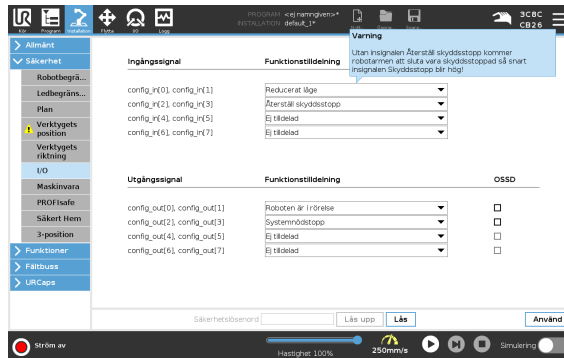 PROGRAM <ej namngiven>*
INSTALLATION default_1*
3C8C
CB26
Kör Program Installation Flytta I/O Logg
Varning
Utan insignalen Återställ skyddsstopp kommer
robotarmen att sluta vara skyddsstoppad så snart
insignalen Skyddsstopp blir hög!
Allmänt
Säkerhet
Robotbegrä...
Ledbegräns...
Plan
Verktygets
position
Verktygets
riktning
I/O
Maskinvara
PROFIsafe
Säkert Hem
3-position
Funktioner
Fältbuss
URCaps
Ingångssignal Funktionstilldelning
config_in[0], config_in[1] Reducerat läge
config_in[2], config_in[3] Återställ skyddsstopp
config_in[4], config_in[5] Ej tilldelad
config_in[6], config_in[7] Ej tilldelad
Utgångssignal Funktionstilldelning OSSD
config_out[0], config_out[1] Roboten är i rörelse
config_out[2], config_out[3] Systemnödstopp
config_out[4], config_out[5] Ej tilldelad
config_out[6], config_out[7] Ej tilldelad
Säkerhetslösenord Lås upp Lås Använd
Ström av Hastighet 100% 250mm/s Simulering